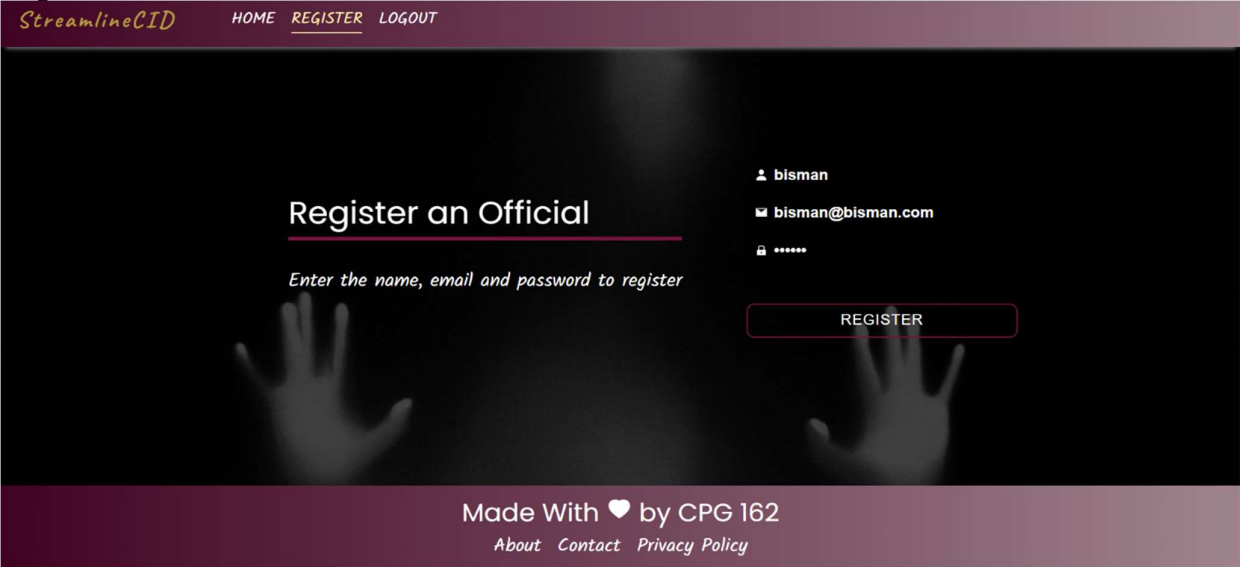 StreamlineCID HOME REGISTER LOGOUT
Register an Official
Enter the name, email and password to register
bisman
bisman@bisman.com
••••••
REGISTER
Made With ♥ by CPG 162
About Contact Privacy Policy